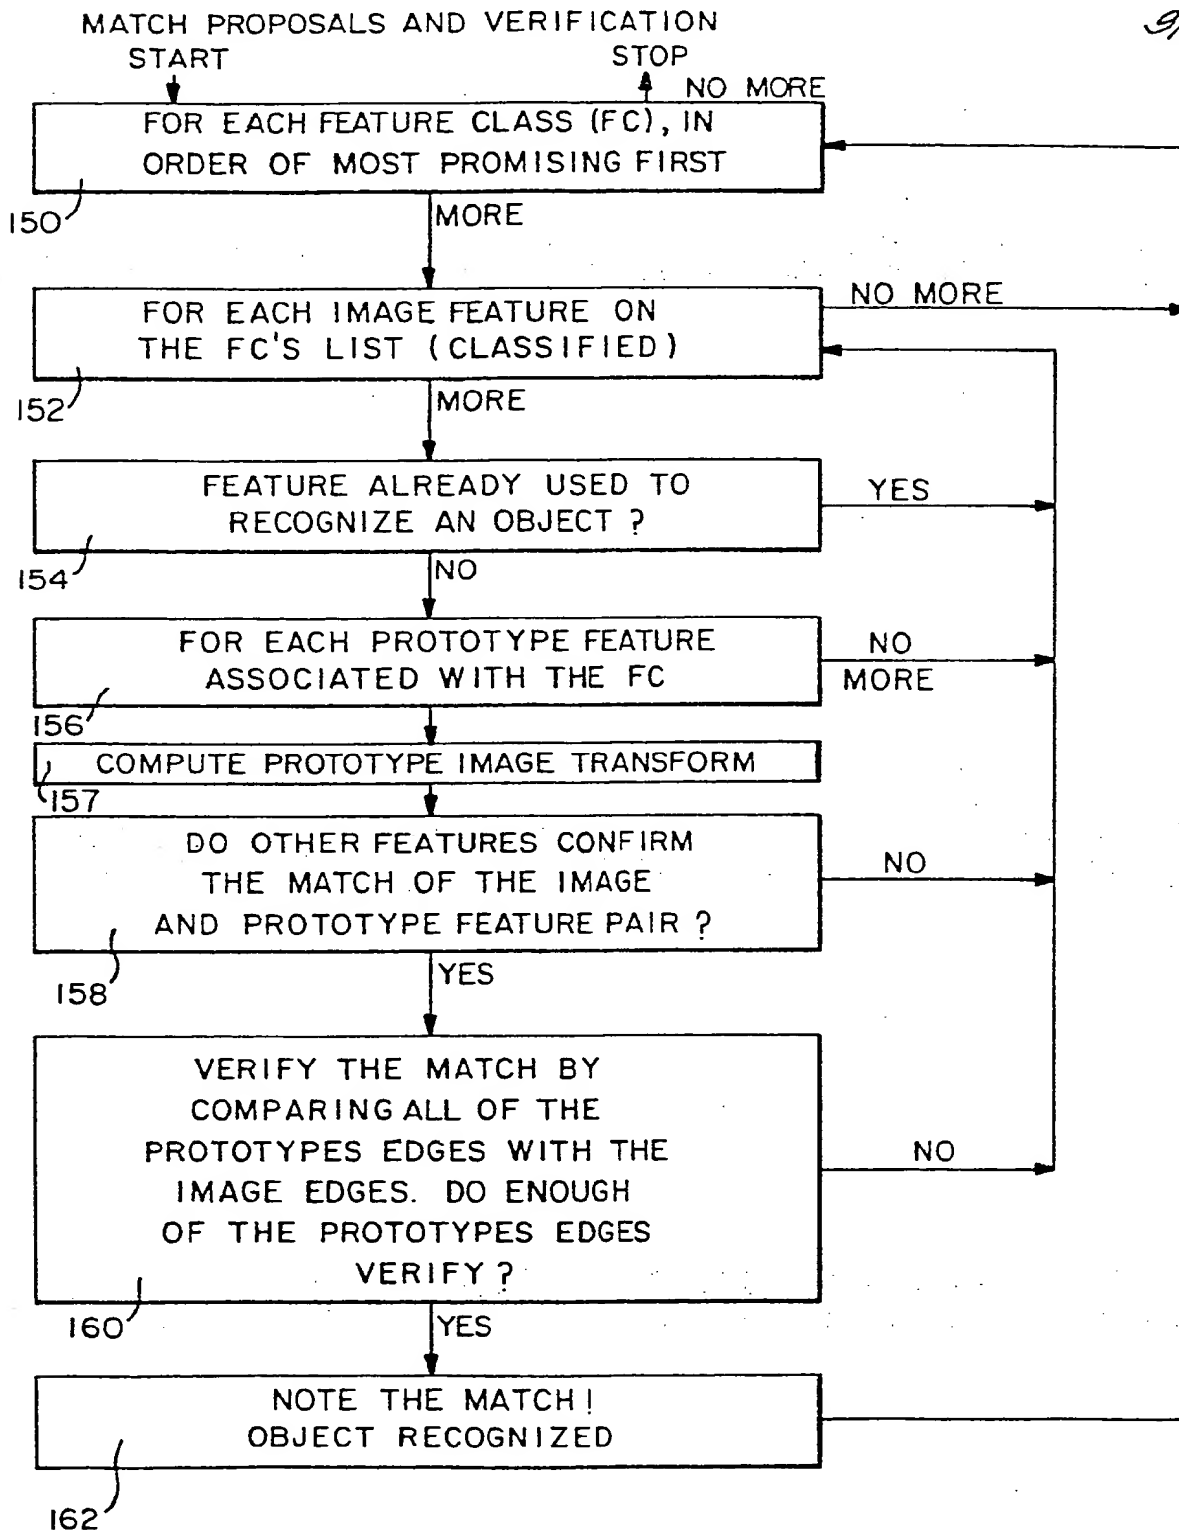 MATCH PROPOSALS AND VERIFICATION
START
STOP
NO MORE
FOR EACH FEATURE CLASS (FC), IN
ORDER OF MOST PROMISING FIRST
150
MORE
FOR EACH IMAGE FEATURE ON
THE FC'S LIST (CLASSIFIED)
NO MORE
152
MORE
FEATURE ALREADY USED TO
RECOGNIZE AN OBJECT ?
YES
154
NO
FOR EACH PROTOTYPE FEATURE
ASSOCIATED WITH THE FC
NO
MORE
156
COMPUTE PROTOTYPE IMAGE TRANSFORM
157
DO OTHER FEATURES CONFIRM
THE MATCH OF THE IMAGE
AND PROTOTYPE FEATURE PAIR ?
NO
158
YES
VERIFY THE MATCH BY
COMPARING ALL OF THE
PROTOTYPES EDGES WITH THE
IMAGE EDGES. DO ENOUGH
OF THE PROTOTYPES EDGES
VERIFY ?
NO
160
YES
NOTE THE MATCH !
OBJECT RECOGNIZED
162